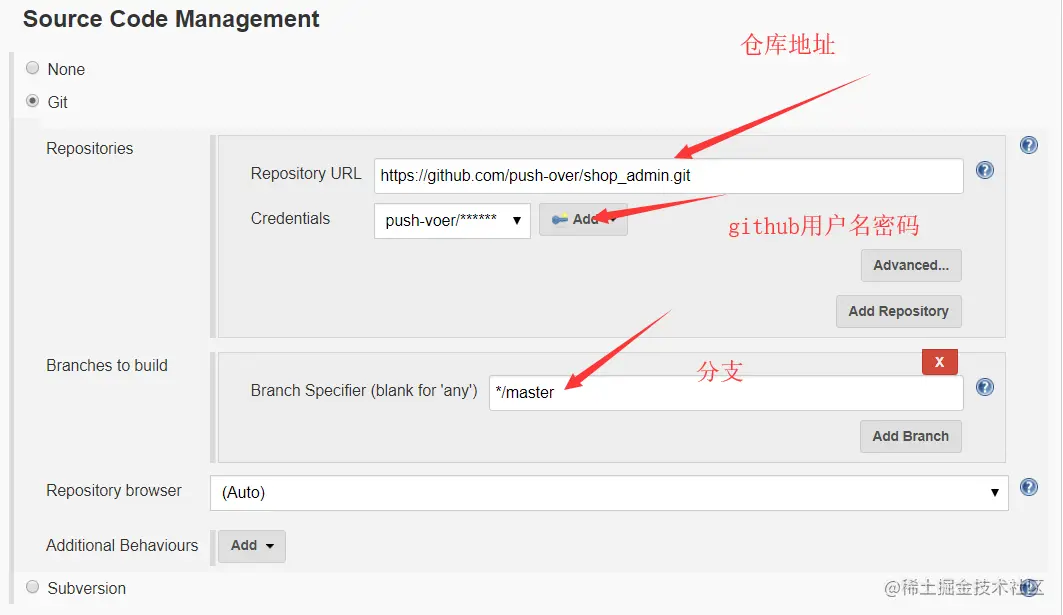 Source Code Management
仓库地址
None
Git
Repositories
Repository URL https://github.com/push-over/shop_admin.git
Credentials push-voer/****** Add
github用户名密码
Advanced...
Add Repository
Branches to build
X
分支
Branch Specifier (blank for 'any') */master
Add Branch
Repository browser (Auto)
Additional Behaviours Add
Subversion
@稀土掘金技术社区